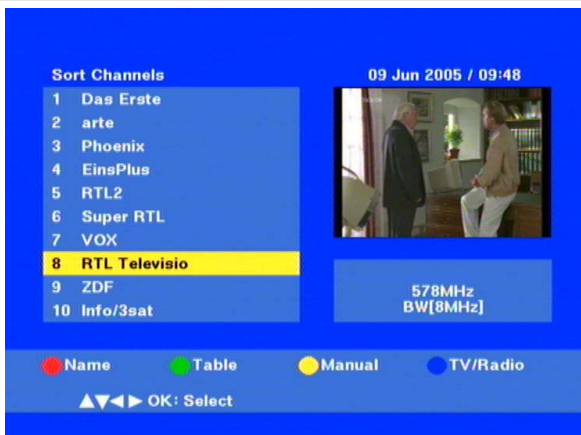 Sort Channels
09 Jun 2005 / 09:48
1 Das Erste
2 arte
3 Phoenix
4 EinsPlus
5 RTL2
6 Super RTL
7 VOX
8 RTL Televisio
9 ZDF
10 Info/3sat
578MHz
BW[8MHz]
Name Table Manual TV/Radio
▲▼◀▶ OK: Select